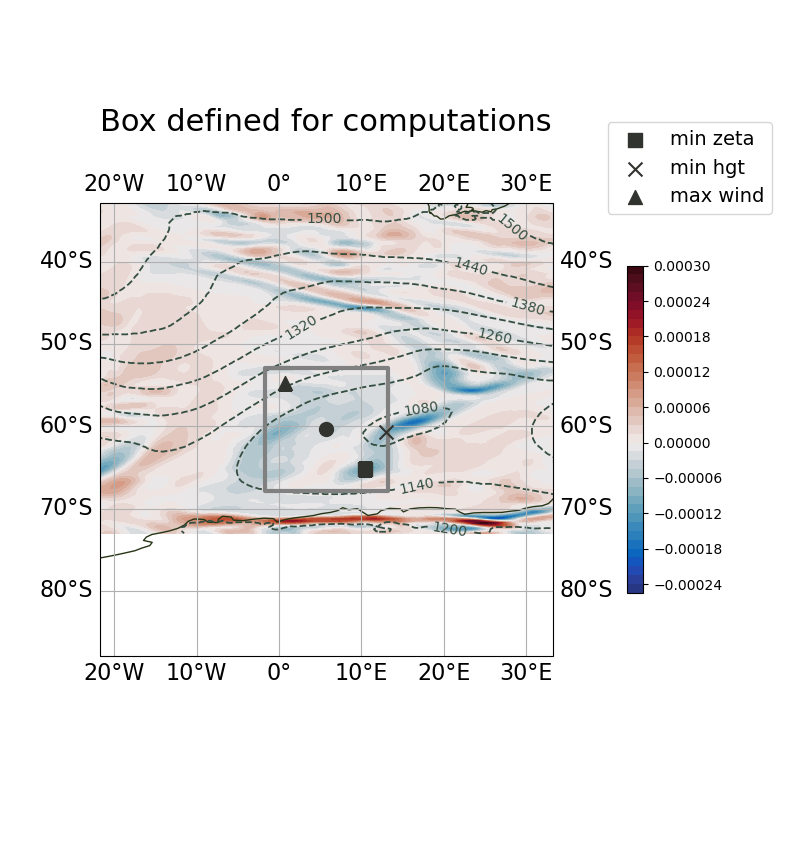 Box defined for computations
min zeta
min hgt
max wind
20°W 10°W 0° 10°E 20°E 30°E
1500
1500
1440
1380
1320
1260
1080
1140
1200
40°S
50°S
60°S
70°S
80°S
40°S
50°S
60°S
70°S
80°S
20°W 10°W 0° 10°E 20°E 30°E
0.00030
0.00024
0.00018
0.00012
0.00006
0.00000
−0.00006
−0.00012
−0.00018
−0.00024